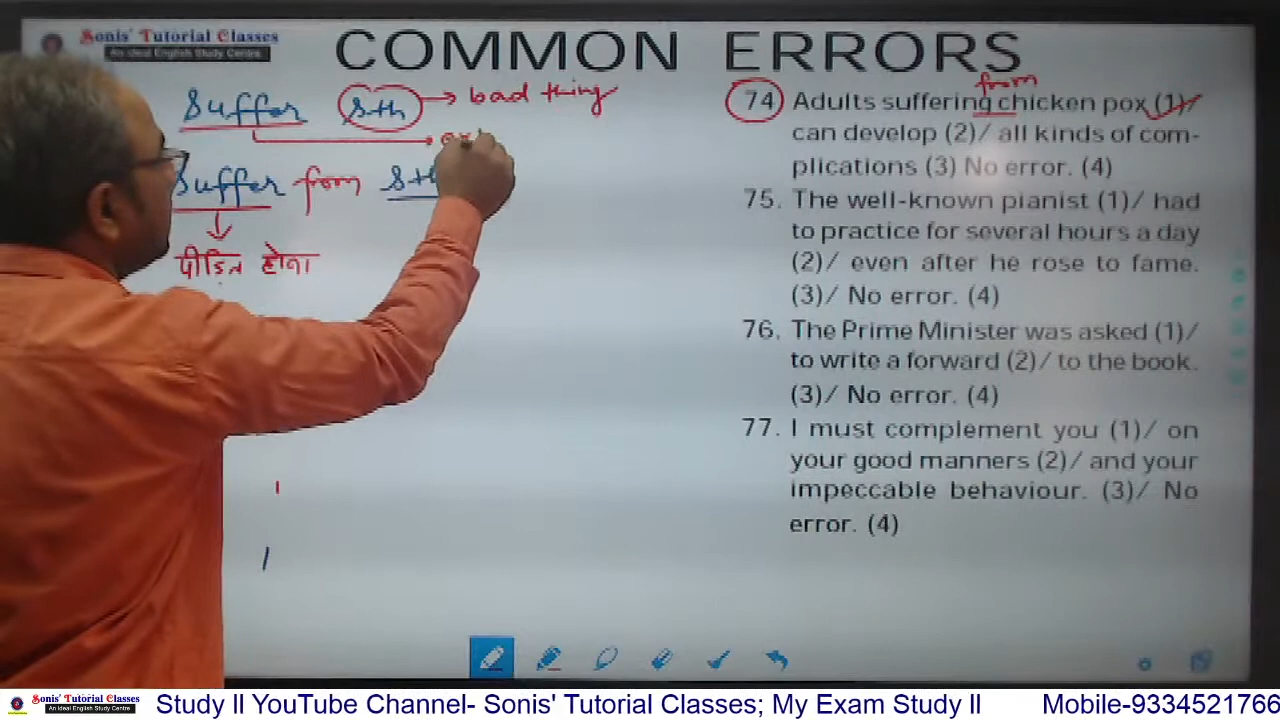 Sonis' Tutorial Classes
An Ideal English Study Centre
COMMON ERRORS
Suffer sth → bad thing
Suffer from sth
पीड़ित होना
from
74 Adults suffering chicken pox (1)/
can develop (2)/ all kinds of com-
plications (3) No error. (4)
75. The well-known pianist (1)/ had
to practice for several hours a day
(2)/ even after he rose to fame.
(3)/ No error. (4)
76. The Prime Minister was asked (1)/
to write a forward (2)/ to the book.
(3)/ No error. (4)
77. I must complement you (1)/ on
your good manners (2)/ and your
impeccable behaviour. (3)/ No
error. (4)
Sonis' Tutorial Classes
An Ideal English Study Centre
Study II YouTube Channel- Sonis' Tutorial Classes; My Exam Study II Mobile-9334521766